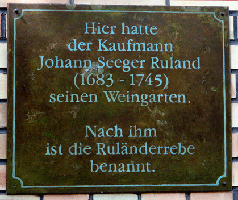 Hier hatte
der Kaufmann
Johann Seeger Ruland
(1683 - 1745)
seinen Weingarten.
Nach ihm
ist die Ruländerrebe
benannt.